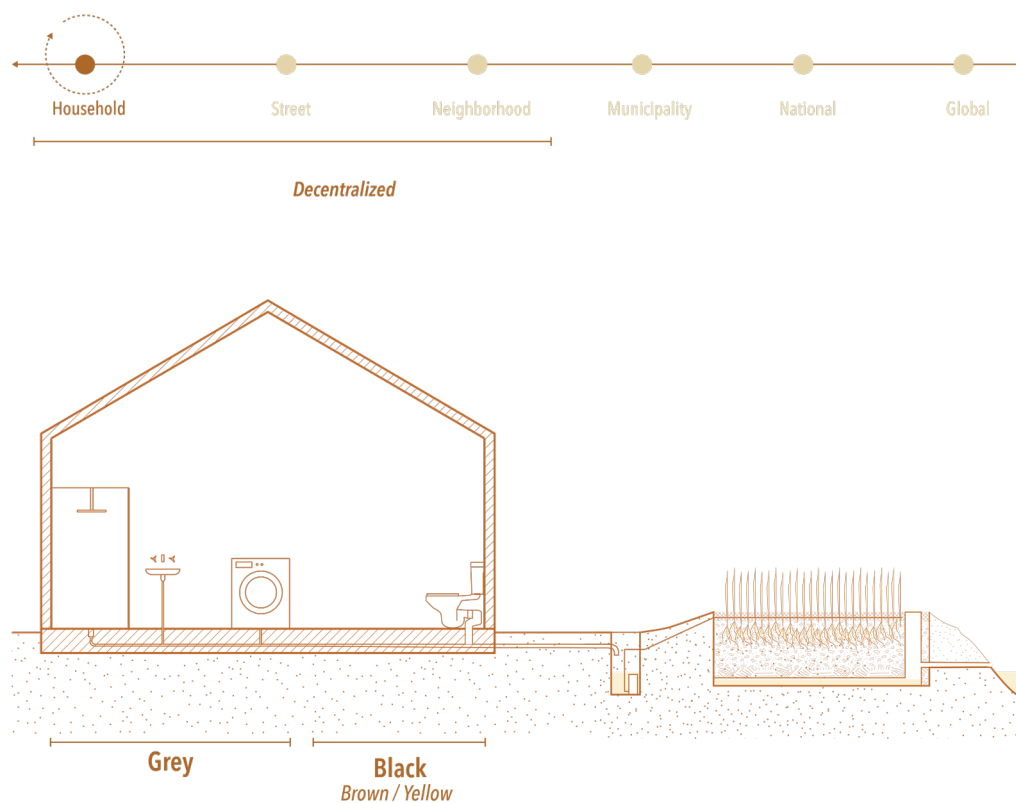 Household
Street
Neighborhood
Municipality
National
Global
Decentralized
Grey
Black
Brown / Yellow